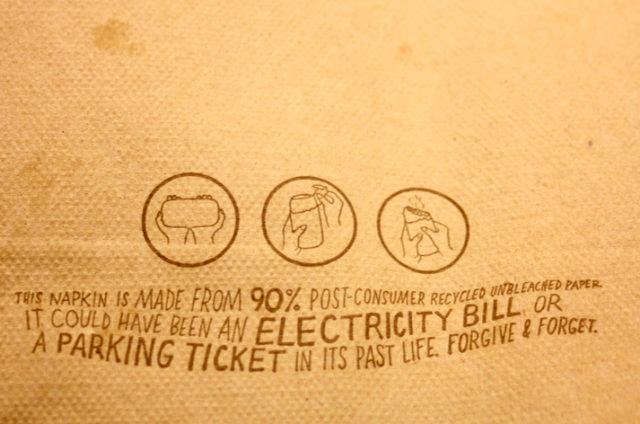 THIS NAPKIN IS MADE FROM 90% POST-CONSUMER RECYCLED UNBLEACHED PAPER.
IT COULD HAVE BEEN AN ELECTRICITY BILL, OR
A PARKING TICKET IN ITS PAST LIFE. FORGIVE & FORGET.